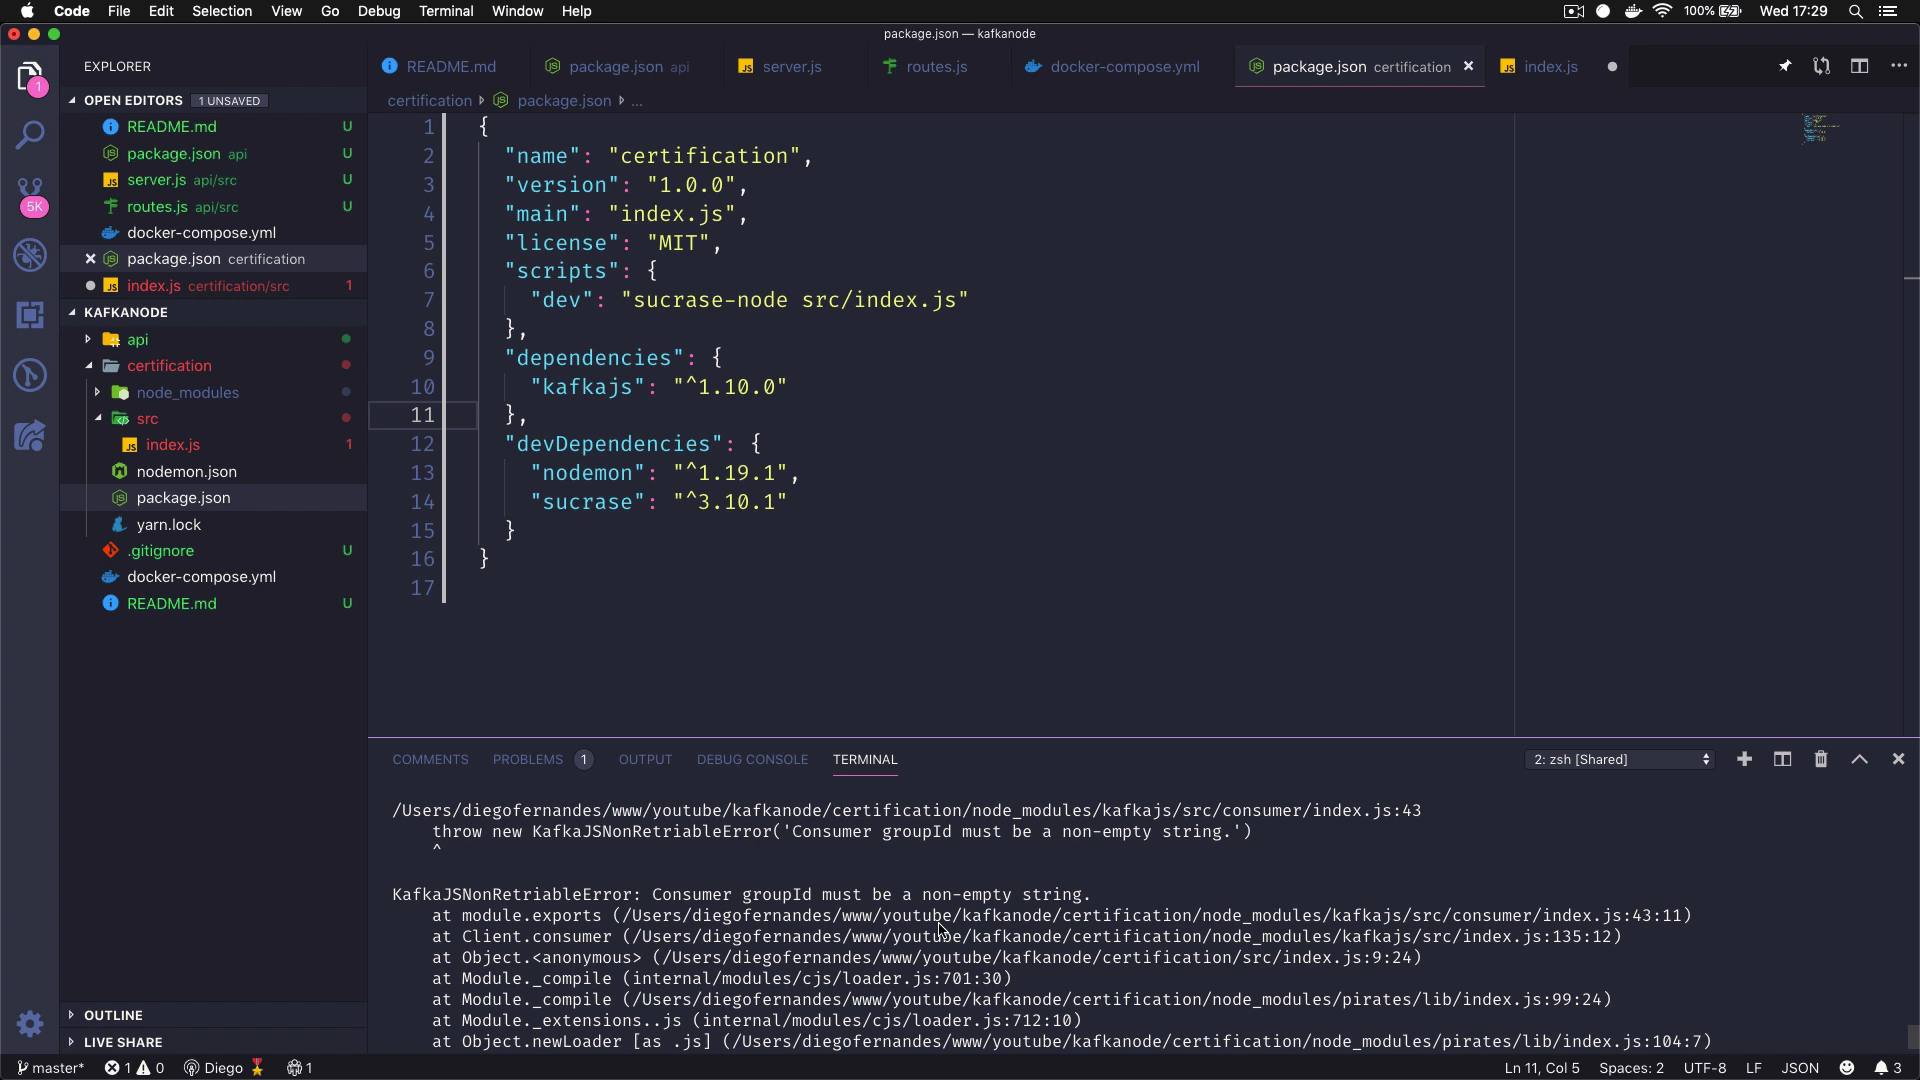 Code File Edit Selection View Go Debug Terminal Window Help
100% Wed 17:29
package.json — kafkanode
EXPLORER
OPEN EDITORS 1 UNSAVED
README.md U
package.json api U
server.js api/src U
routes.js api/src U
docker-compose.yml
package.json certification
index.js certification/src 1
KAFKANODE
api
certification
node_modules
src
index.js 1
nodemon.json
package.json
yarn.lock
.gitignore U
docker-compose.yml
README.md U
OUTLINE
LIVE SHARE
1
5K
README.md package.json api server.js routes.js docker-compose.yml package.json certification index.js
certification package.json ...
1 {
2 "name": "certification",
3 "version": "1.0.0",
4 "main": "index.js",
5 "license": "MIT",
6 "scripts": {
7 "dev": "sucrase-node src/index.js"
8 },
9 "dependencies": {
10 "kafkajs": "^1.10.0"
11 },
12 "devDependencies": {
13 "nodemon": "^1.19.1",
14 "sucrase": "^3.10.1"
15 }
16 }
17
COMMENTS PROBLEMS 1 OUTPUT DEBUG CONSOLE TERMINAL 2: zsh [Shared]
/Users/diegofernandes/www/youtube/kafkanode/certification/node_modules/kafkajs/src/consumer/index.js:43
throw new KafkaJSNonRetriableError('Consumer groupId must be a non-empty string.')
^
KafkaJSNonRetriableError: Consumer groupId must be a non-empty string.
at module.exports (/Users/diegofernandes/www/youtube/kafkanode/certification/node_modules/kafkajs/src/consumer/index.js:43:11)
at Client.consumer (/Users/diegofernandes/www/youtube/kafkanode/certification/node_modules/kafkajs/src/index.js:135:12)
at Object.<anonymous> (/Users/diegofernandes/www/youtube/kafkanode/certification/src/index.js:9:24)
at Module._compile (internal/modules/cjs/loader.js:701:30)
at Module._compile (/Users/diegofernandes/www/youtube/kafkanode/certification/node_modules/pirates/lib/index.js:99:24)
at Module._extensions..js (internal/modules/cjs/loader.js:712:10)
at Object.newLoader [as .js] (/Users/diegofernandes/www/youtube/kafkanode/certification/node_modules/pirates/lib/index.js:104:7)
master* 1 0 Diego 1 Ln 11, Col 5 Spaces: 2 UTF-8 LF JSON 3